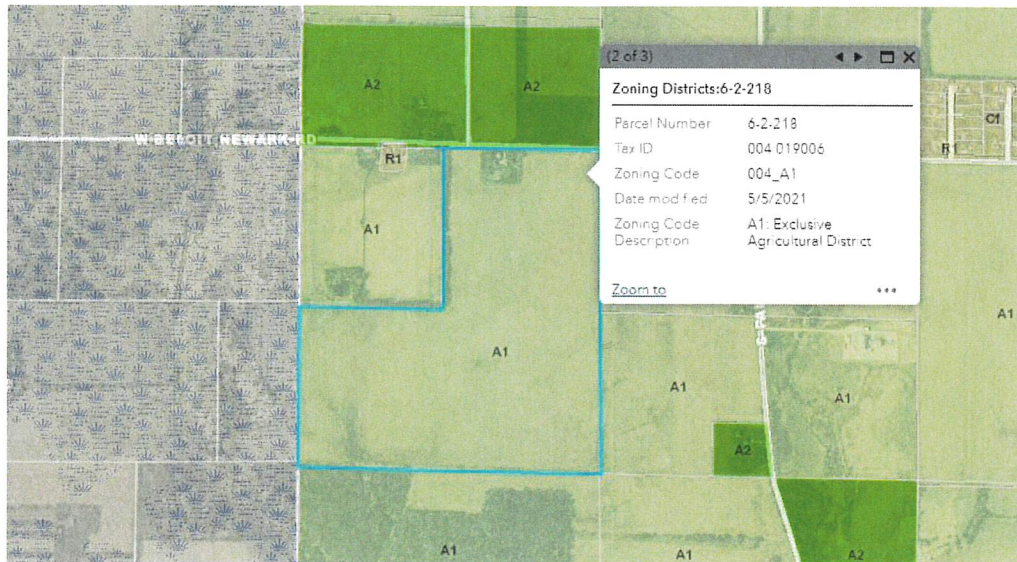 A2
A2
W BELOIT NEWARK RD
R1
A1
(2 of 3)
Zoning Districts:6-2-218
Parcel Number 6-2-218
Tax ID 004 019006
Zoning Code 004_A1
Date modified 5/5/2021
Zoning Code A1: Exclusive
Description Agricultural District
Zoom to
•••
C1
R1
A1
A1
A1
A1
A2
A1
A1
A2